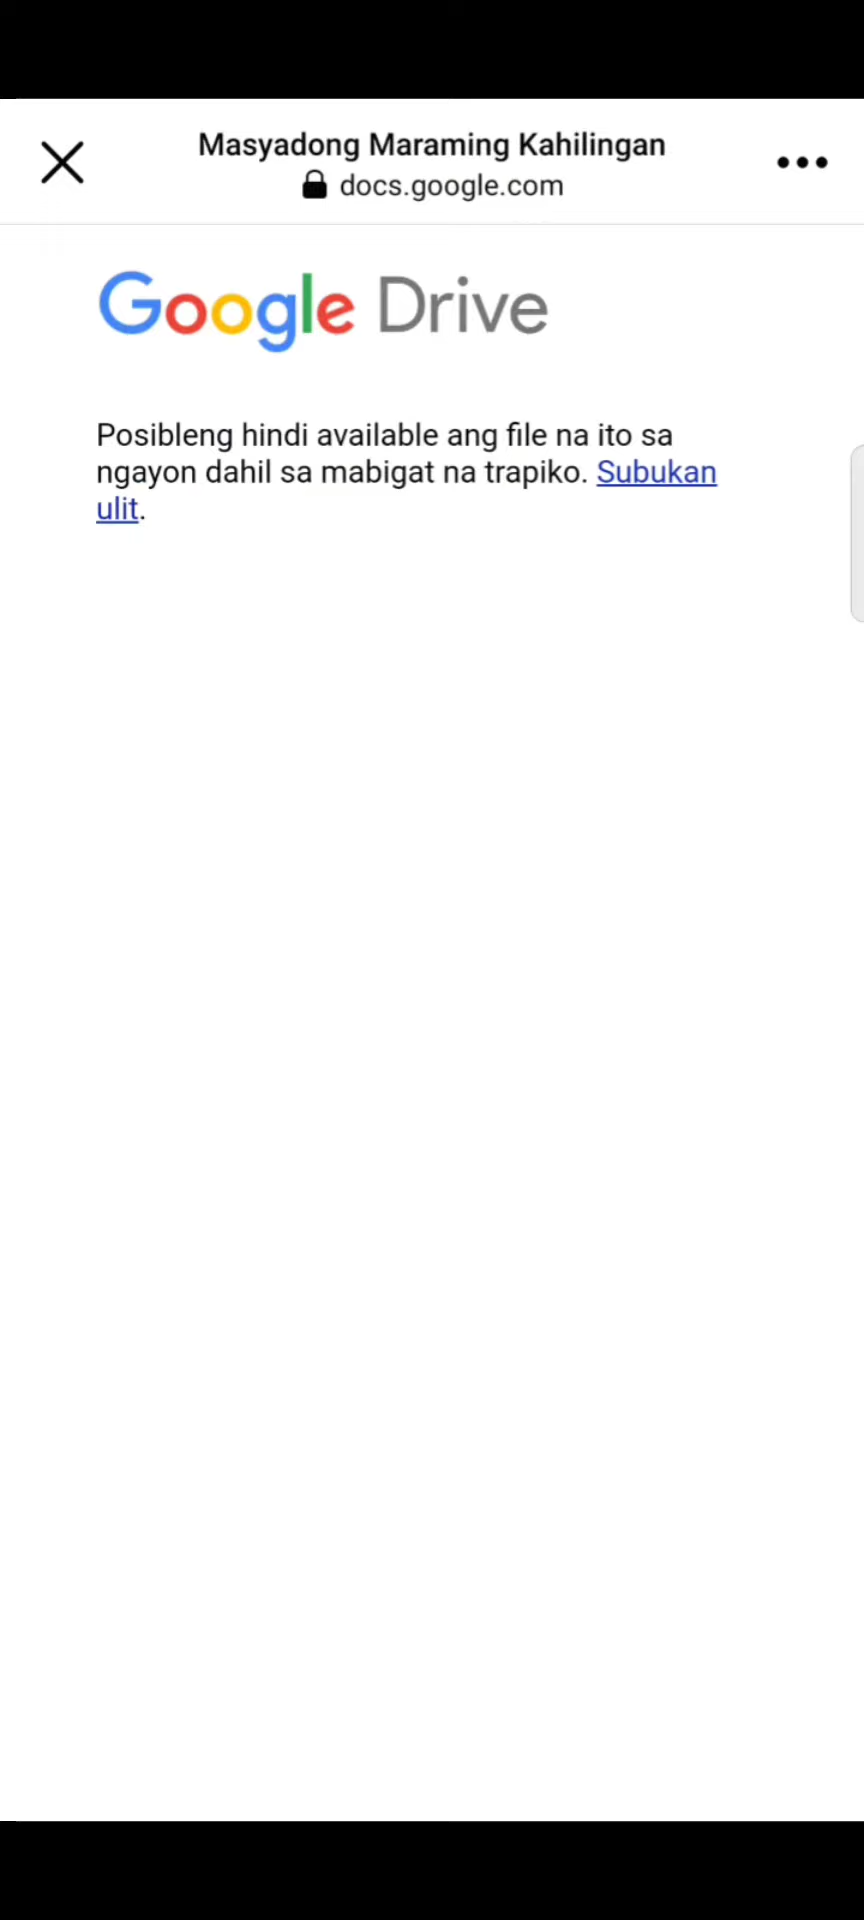 Masyadong Maraming Kahilingan
docs.google.com
Google Drive
Posibleng hindi available ang file na ito sa
ngayon dahil sa mabigat na trapiko. Subukan
ulit.